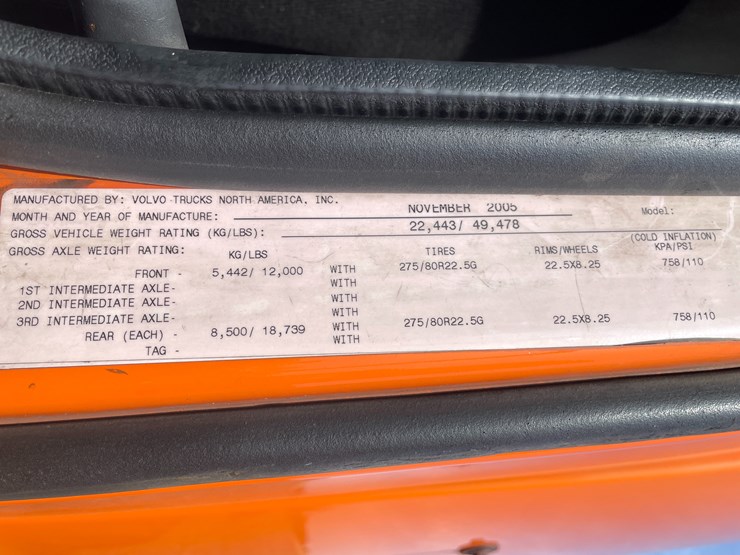 MANUFACTURED BY: VOLVO TRUCKS NORTH AMERICA, INC.
MONTH AND YEAR OF MANUFACTURE: NOVEMBER 2005 Model:
GROSS VEHICLE WEIGHT RATING (KG/LBS): 22,443/ 49,478
GROSS AXLE WEIGHT RATING: KG/LBS TIRES RIMS/WHEELS (COLD INFLATION) KPA/PSI
FRONT - 5,442/ 12,000 WITH 275/80R22.5G 22.5X8.25 758/110
1ST INTERMEDIATE AXLE- WITH
2ND INTERMEDIATE AXLE- WITH
3RD INTERMEDIATE AXLE- WITH
REAR (EACH) - 8,500/ 18,739 WITH 275/80R22.5G 22.5X8.25 758/110
TAG - WITH